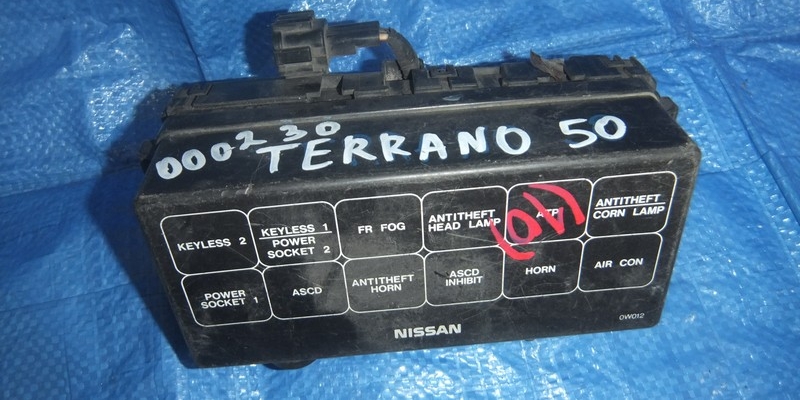 000230
TERRANO 50
KEYLESS 2
KEYLESS 1
POWER
SOCKET 2
FR FOG
ANTITHEFT
HEAD LAMP
ATP
ANTITHEFT
CORN LAMP
POWER
SOCKET 1
ASCD
ANTITHEFT
HORN
ASCD
INHIBIT
HORN
AIR CON
NISSAN
0W012